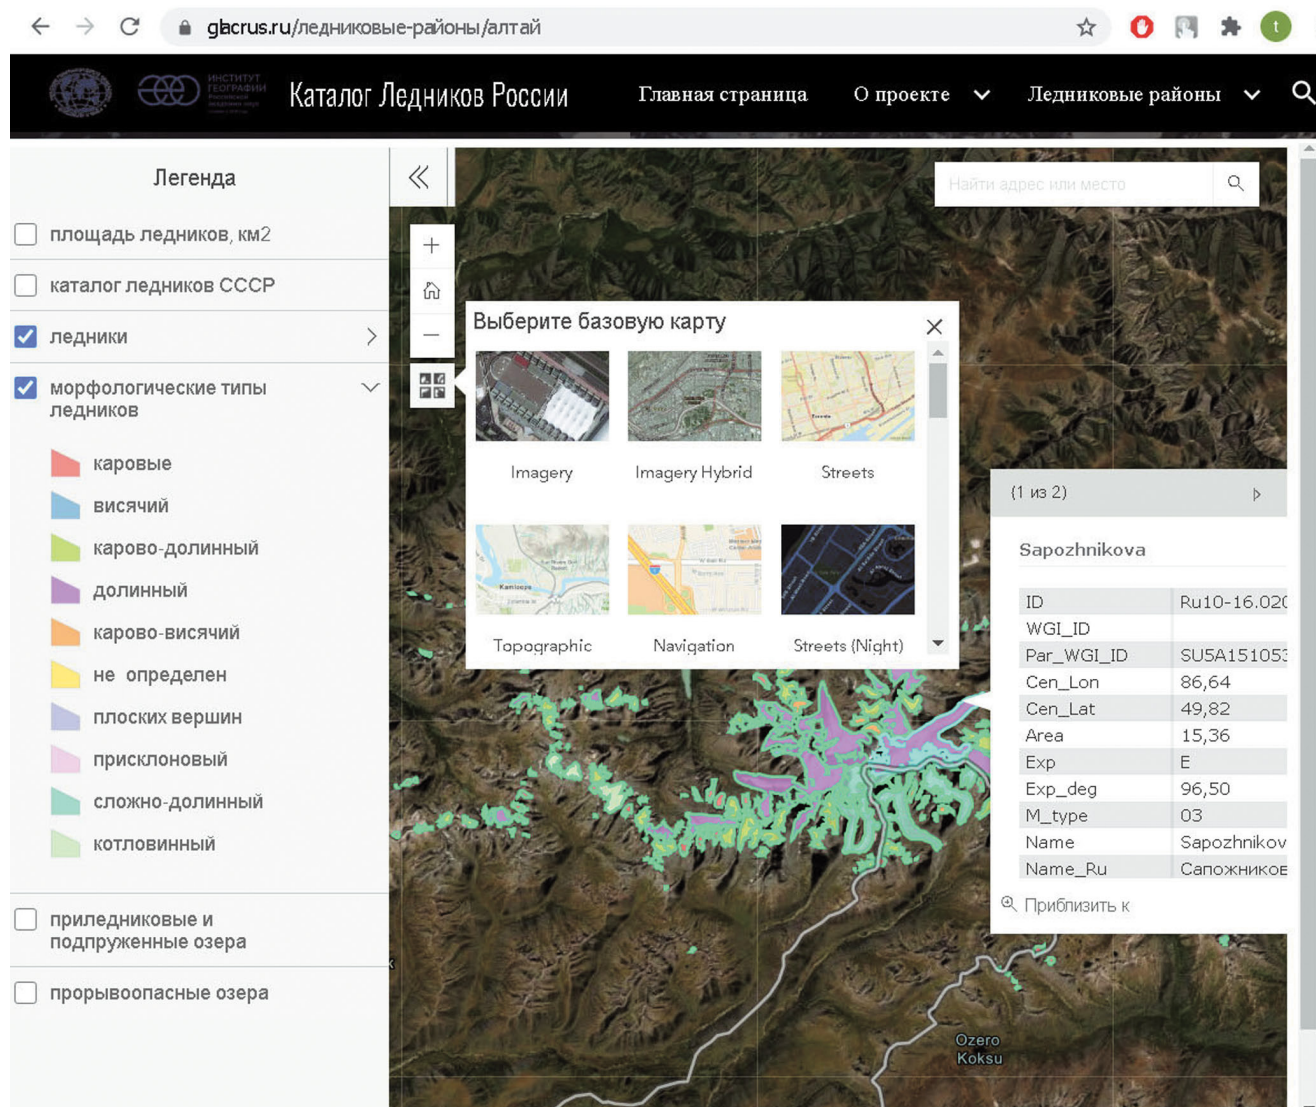 glacrus.ru/ледниковые-районы/алтай
t
ИНСТИТУТ
ГЕОГРАФИИ
Каталог Ледников России
Главная страница
О проекте
Ледниковые районы
Легенда
площадь ледников, км2
каталог ледников СССР
ледники
морфологические типы
ледников
каровые
висячий
карово-долинный
долинный
карово-висячий
не определен
плоских вершин
присклоновый
сложно-долинный
котловинный
приледниковые и
подпруженные озера
прорывоопасные озера
Найти адрес или место
Выберите базовую карту
Imagery
Imagery Hybrid
Streets
Topographic
Navigation
Streets (Night)
(1 из 2)
Sapozhnikova
ID Ru10-16.020
WGI_ID
Par_WGI_ID SU5A151053
Cen_Lon 86,64
Cen_Lat 49,82
Area 15,36
Exp E
Exp_deg 96,50
M_type 03
Name Sapozhnikov
Name_Ru Сапожников
Приблизить к
Ozero
Koksu